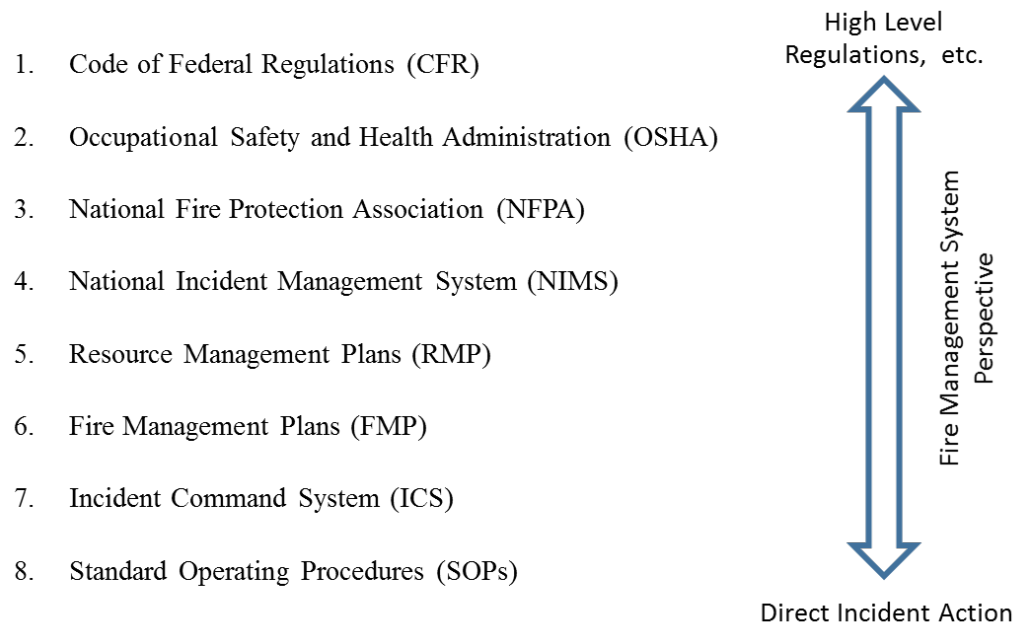 1. Code of Federal Regulations (CFR)
2. Occupational Safety and Health Administration (OSHA)
3. National Fire Protection Association (NFPA)
4. National Incident Management System (NIMS)
5. Resource Management Plans (RMP)
6. Fire Management Plans (FMP)
7. Incident Command System (ICS)
8. Standard Operating Procedures (SOPs)
High Level
Regulations, etc.
Fire Management System
Perspective
Direct Incident Action